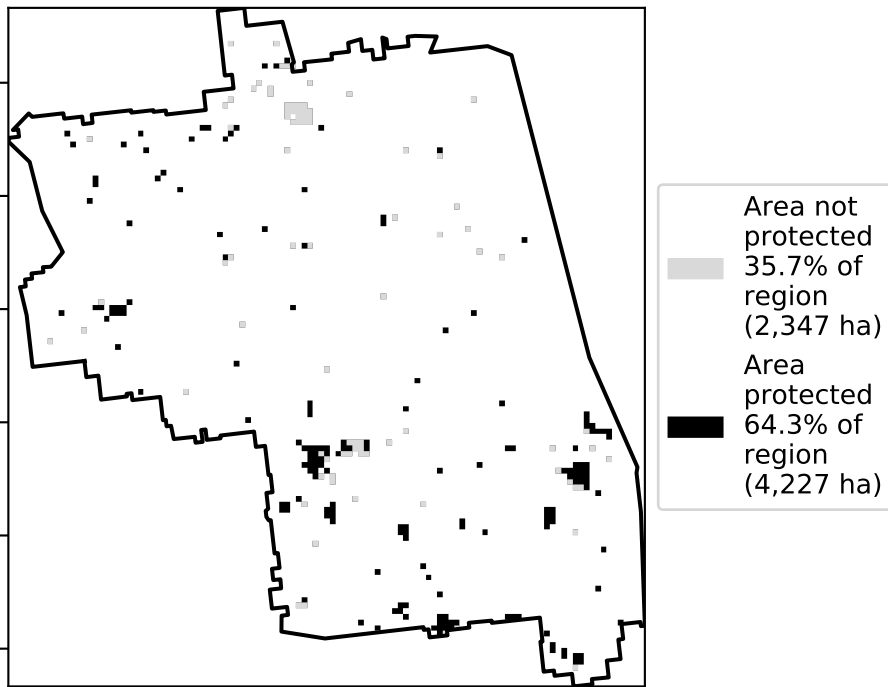 Area not
protected
35.7% of
region
(2,347 ha)
Area
protected
64.3% of
region
(4,227 ha)